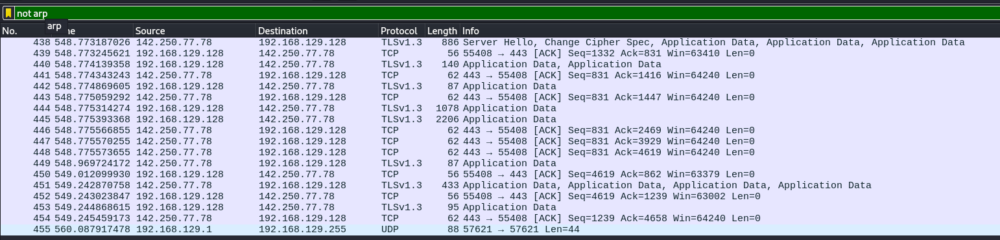 not arp
arp
No. me Source Destination Protocol Length Info
438 548.773187026 142.250.77.78 192.168.129.128 TLSv1.3 886 Server Hello, Change Cipher Spec, Application Data, Application Data, Application Data
439 548.773245621 192.168.129.128 142.250.77.78 TCP 56 55408 → 443 [ACK] Seq=1332 Ack=831 Win=63410 Len=0
440 548.774139358 192.168.129.128 142.250.77.78 TLSv1.3 140 Application Data, Application Data
441 548.774343243 142.250.77.78 192.168.129.128 TCP 62 443 → 55408 [ACK] Seq=831 Ack=1416 Win=64240 Len=0
442 548.774869605 192.168.129.128 142.250.77.78 TLSv1.3 87 Application Data
443 548.775059292 142.250.77.78 192.168.129.128 TCP 62 443 → 55408 [ACK] Seq=831 Ack=1447 Win=64240 Len=0
444 548.775314274 192.168.129.128 142.250.77.78 TLSv1.3 1078 Application Data
445 548.775393368 192.168.129.128 142.250.77.78 TLSv1.3 2206 Application Data
446 548.775566855 142.250.77.78 192.168.129.128 TCP 62 443 → 55408 [ACK] Seq=831 Ack=2469 Win=64240 Len=0
447 548.775570255 142.250.77.78 192.168.129.128 TCP 62 443 → 55408 [ACK] Seq=831 Ack=3929 Win=64240 Len=0
448 548.775573655 142.250.77.78 192.168.129.128 TCP 62 443 → 55408 [ACK] Seq=831 Ack=4619 Win=64240 Len=0
449 548.969724172 142.250.77.78 192.168.129.128 TLSv1.3 87 Application Data
450 549.012099930 192.168.129.128 142.250.77.78 TCP 56 55408 → 443 [ACK] Seq=4619 Ack=862 Win=63379 Len=0
451 549.242870758 142.250.77.78 192.168.129.128 TLSv1.3 433 Application Data, Application Data, Application Data, Application Data
452 549.243023847 192.168.129.128 142.250.77.78 TCP 56 55408 → 443 [ACK] Seq=4619 Ack=1239 Win=63002 Len=0
453 549.244868615 192.168.129.128 142.250.77.78 TLSv1.3 95 Application Data
454 549.245459173 142.250.77.78 192.168.129.128 TCP 62 443 → 55408 [ACK] Seq=1239 Ack=4658 Win=64240 Len=0
455 560.087917478 192.168.129.1 192.168.129.255 UDP 88 57621 → 57621 Len=44